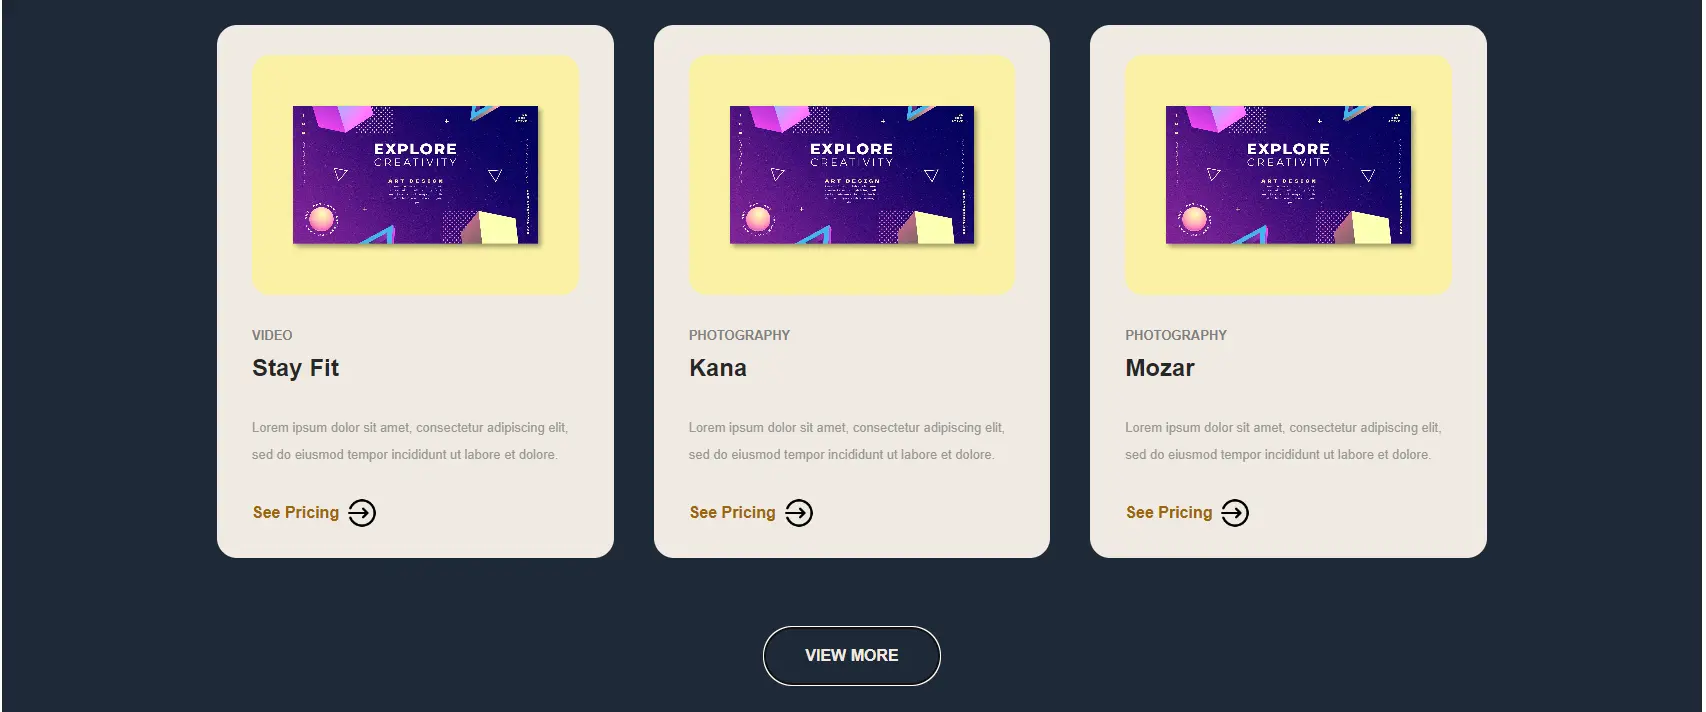 EXPLORE
CREATIVITY
ART DESIGN
VIDEO
Stay Fit
Lorem ipsum dolor sit amet, consectetur adipiscing elit,
sed do eiusmod tempor incididunt ut labore et dolore.
See Pricing
EXPLORE
CREATIVITY
ART DESIGN
PHOTOGRAPHY
Kana
Lorem ipsum dolor sit amet, consectetur adipiscing elit,
sed do eiusmod tempor incididunt ut labore et dolore.
See Pricing
EXPLORE
CREATIVITY
ART DESIGN
PHOTOGRAPHY
Mozar
Lorem ipsum dolor sit amet, consectetur adipiscing elit,
sed do eiusmod tempor incididunt ut labore et dolore.
See Pricing
VIEW MORE